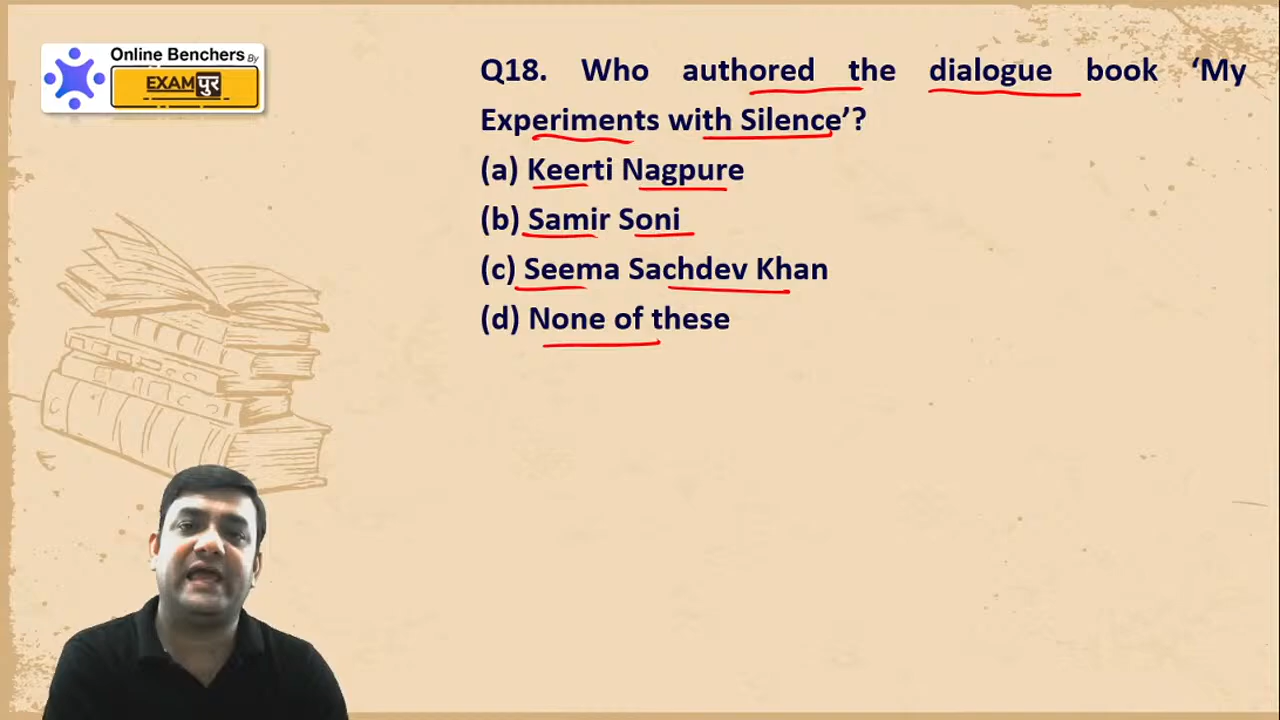 Online Benchers By
EXAMपुर
Q18. Who authored the dialogue book ‘My
Experiments with Silence’?
(a) Keerti Nagpure
(b) Samir Soni
(c) Seema Sachdev Khan
(d) None of these